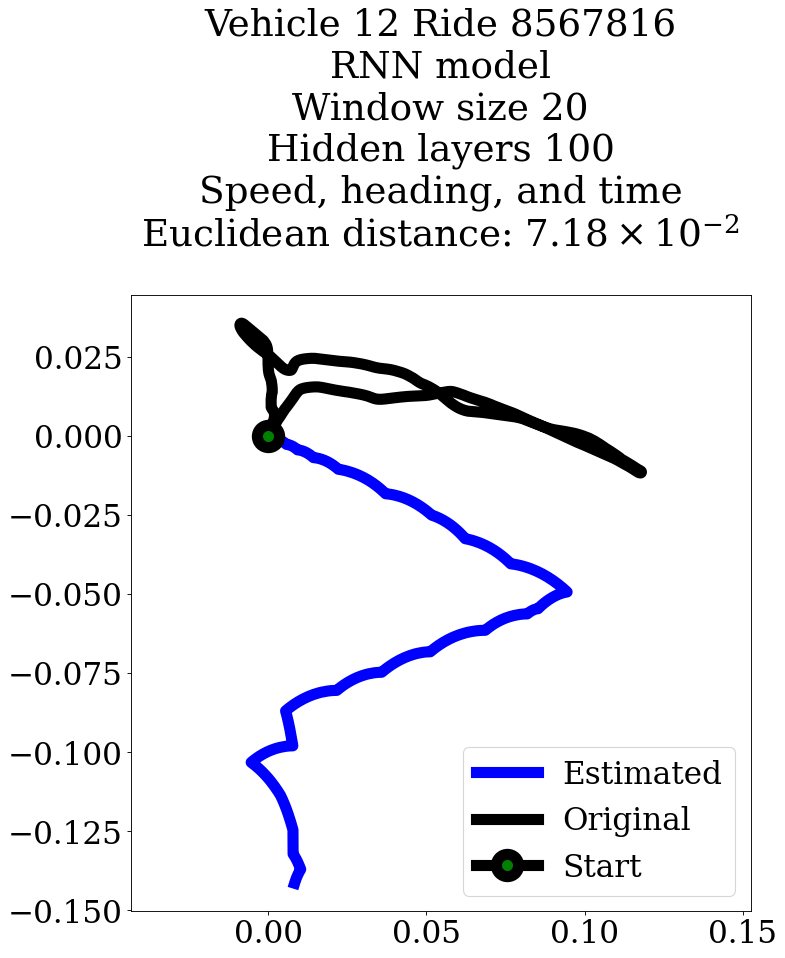 Vehicle 12 Ride 8567816
RNN model
Window size 20
Hidden layers 100
Speed, heading, and time
Euclidean distance: 7.18 × 10⁻²
0.025
0.000
−0.025
−0.050
−0.075
−0.100
−0.125
−0.150
Estimated
Original
Start
0.00 0.05 0.10 0.15